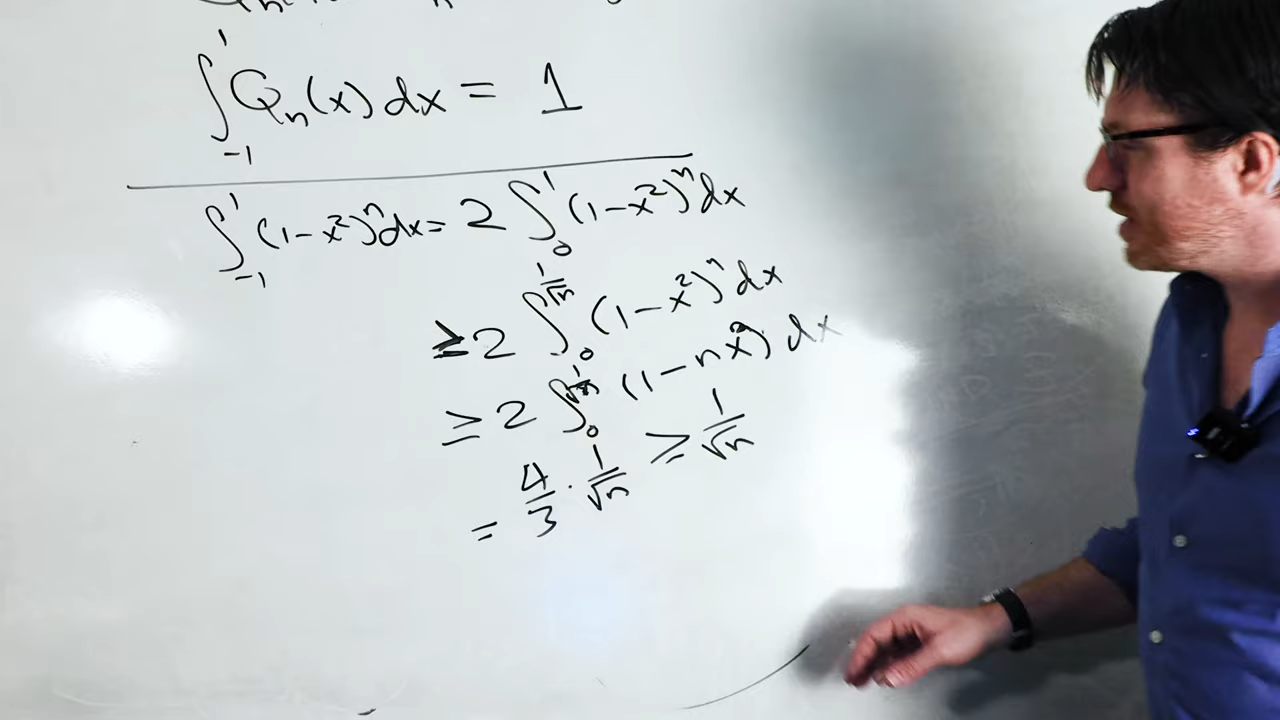 ∫₋₁¹ Qₙ(x) dx = 1
∫₋₁¹ (1-x²)ⁿ dx = 2 ∫₀¹ (1-x²)ⁿ dx
≥ 2 ∫₀^(1/√n) (1-x²)ⁿ dx
≥ 2 ∫₀^(1/√n) (1-nx²) dx
= 4/3 · 1/√n ≥ 1/√n